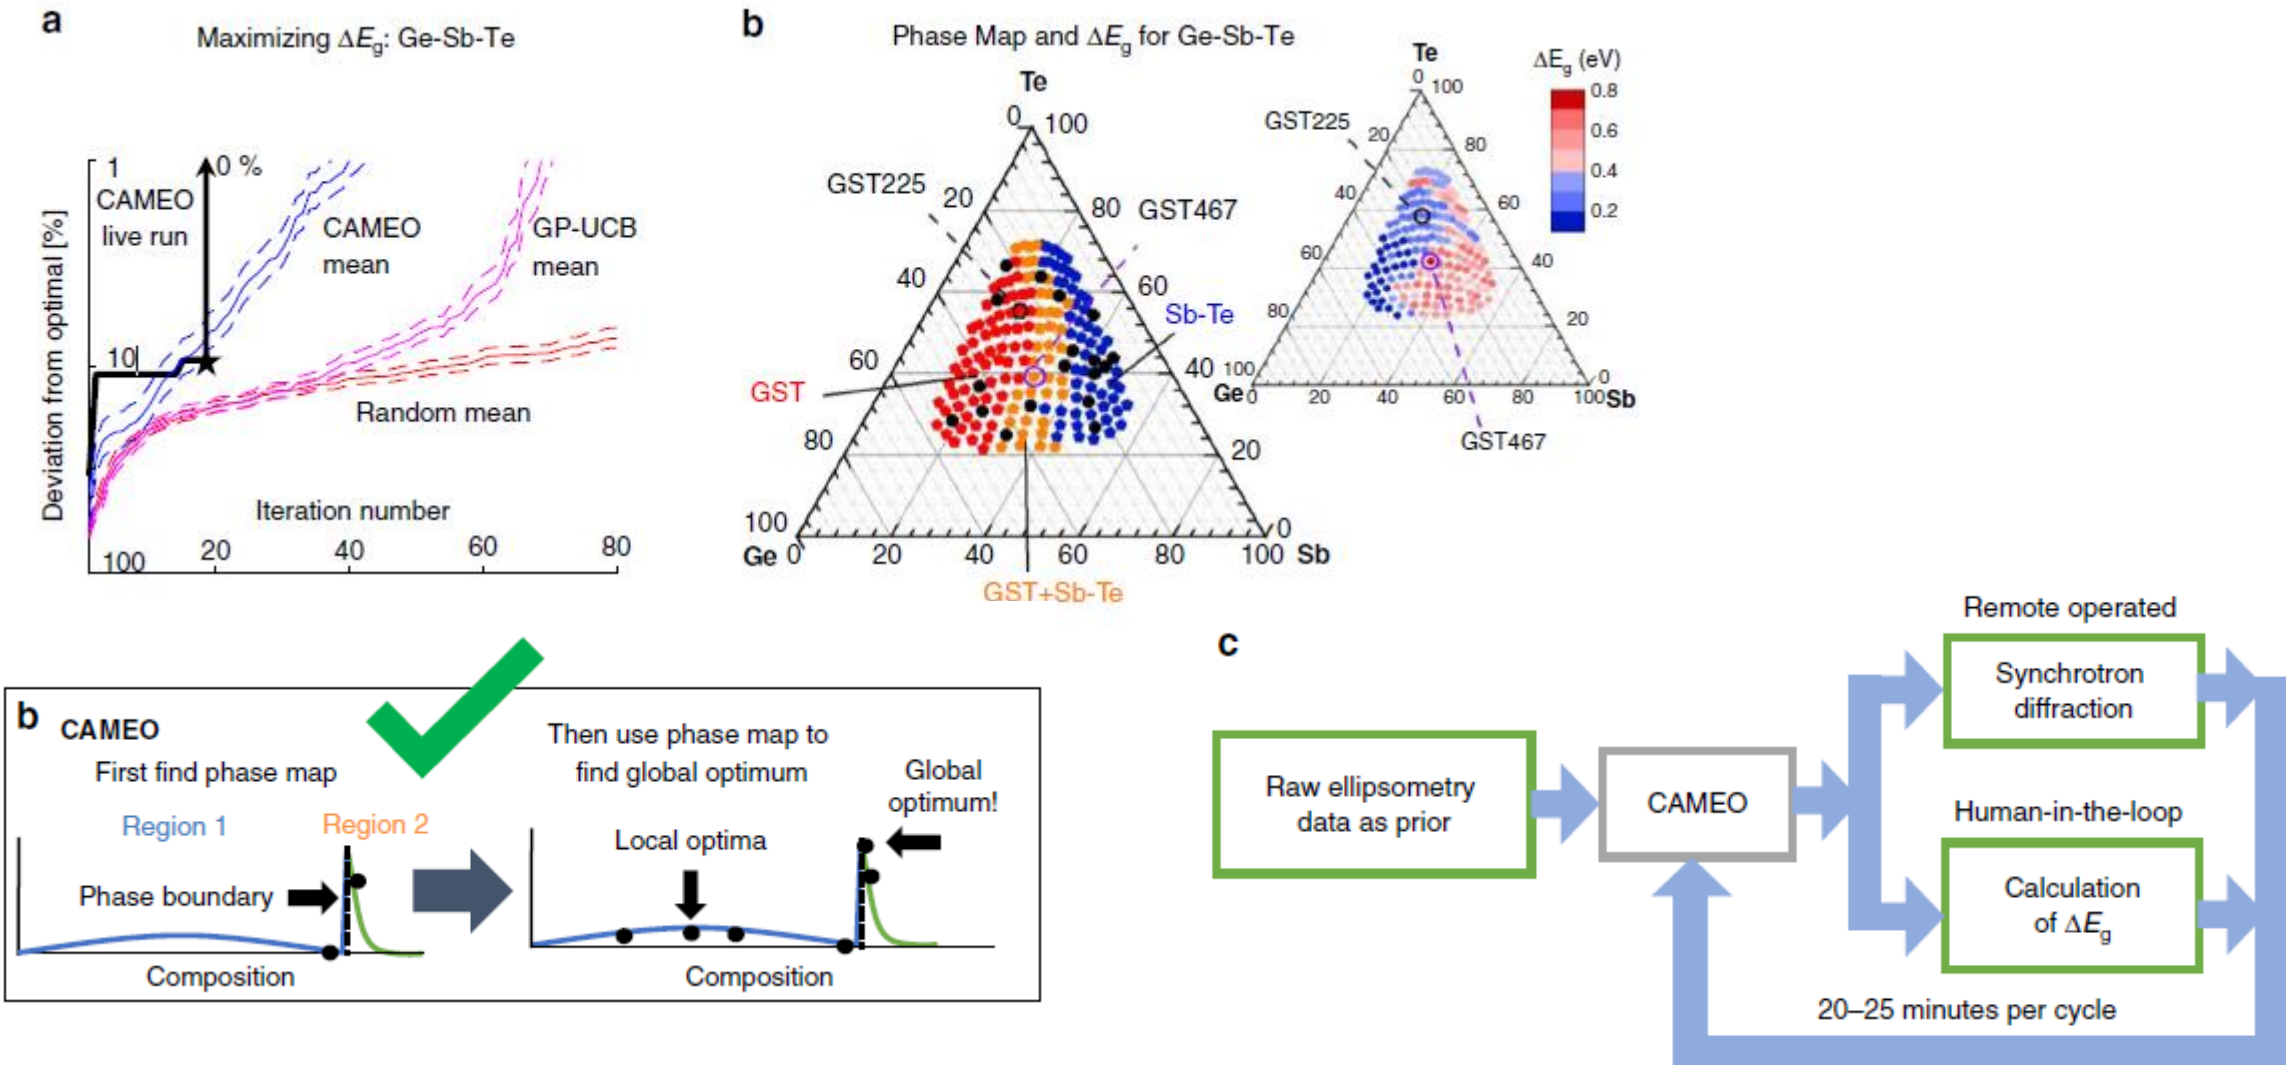 a
Maximizing ΔEg: Ge-Sb-Te
Deviation from optimal [%]
1
10
100
0 %
CAMEO
live run
CAMEO
mean
GP-UCB
mean
Random mean
Iteration number
20
40
60
80
b
Phase Map and ΔEg for Ge-Sb-Te
Te
0
100
GST225
20
80
GST467
40
60
Sb-Te
60
40
GST
80
20
100
0
Ge
0
20
40
60
80
100
Sb
GST+Sb-Te
Te
0
100
GST225
20
80
40
60
60
40
80
20
100
0
Ge
0
20
40
60
80
100
Sb
GST467
ΔEg (eV)
0.8
0.6
0.4
0.2
b
CAMEO
First find phase map
Region 1
Region 2
Phase boundary
Composition
Then use phase map to
find global optimum
Global
optimum!
Local optima
Composition
c
Raw ellipsometry
data as prior
CAMEO
Remote operated
Synchrotron
diffraction
Human-in-the-loop
Calculation
of ΔEg
20–25 minutes per cycle